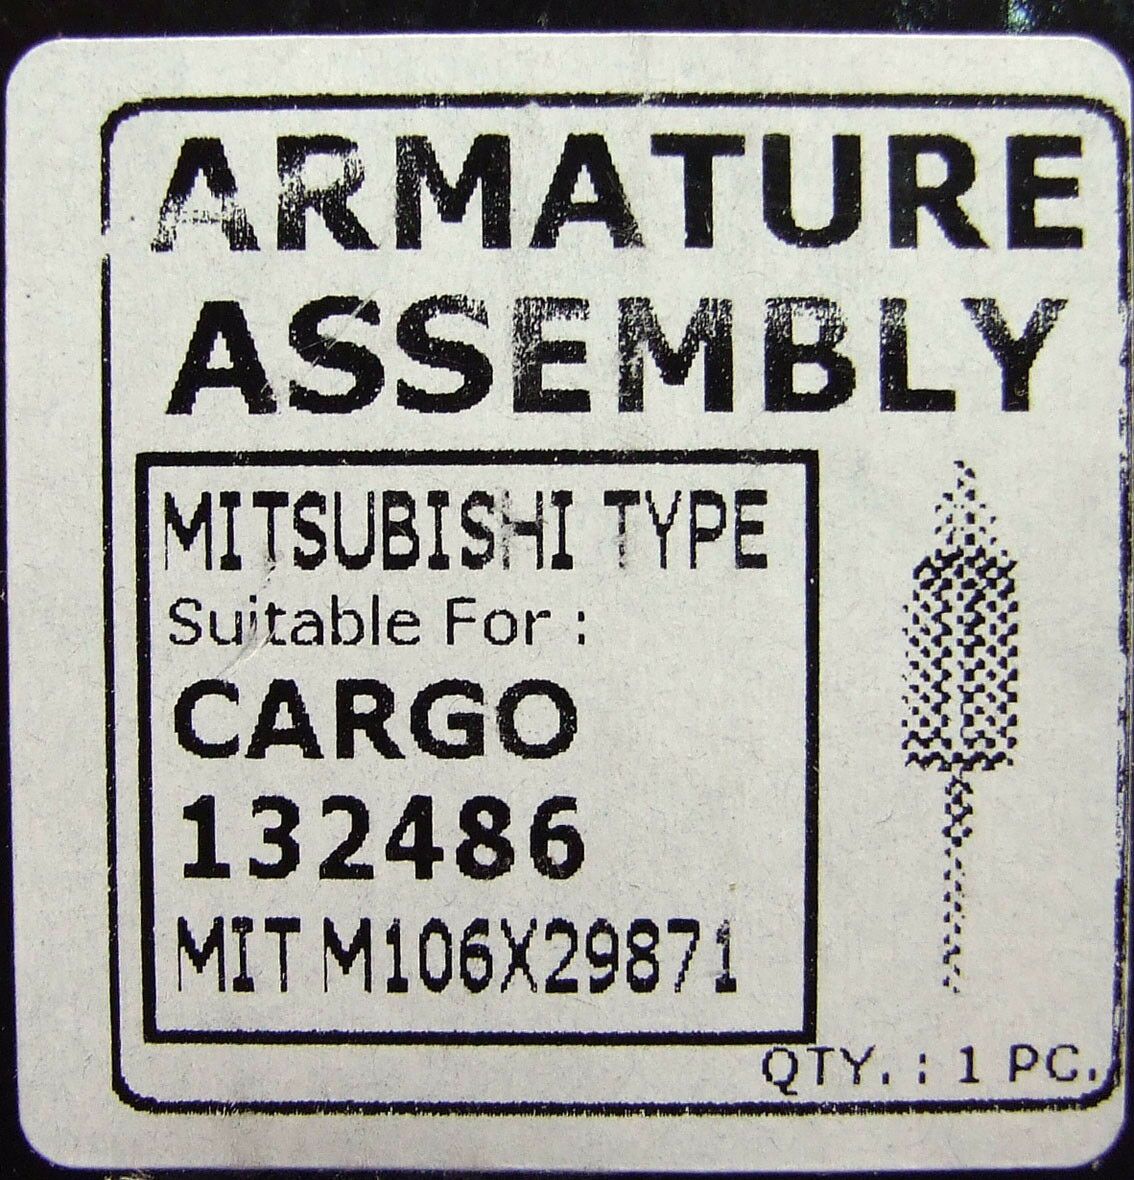 ARMATURE
ASSEMBLY
MITSUBISHI TYPE
Suitable For :
CARGO
132486
MIT M106X29871
QTY. : 1 PC.